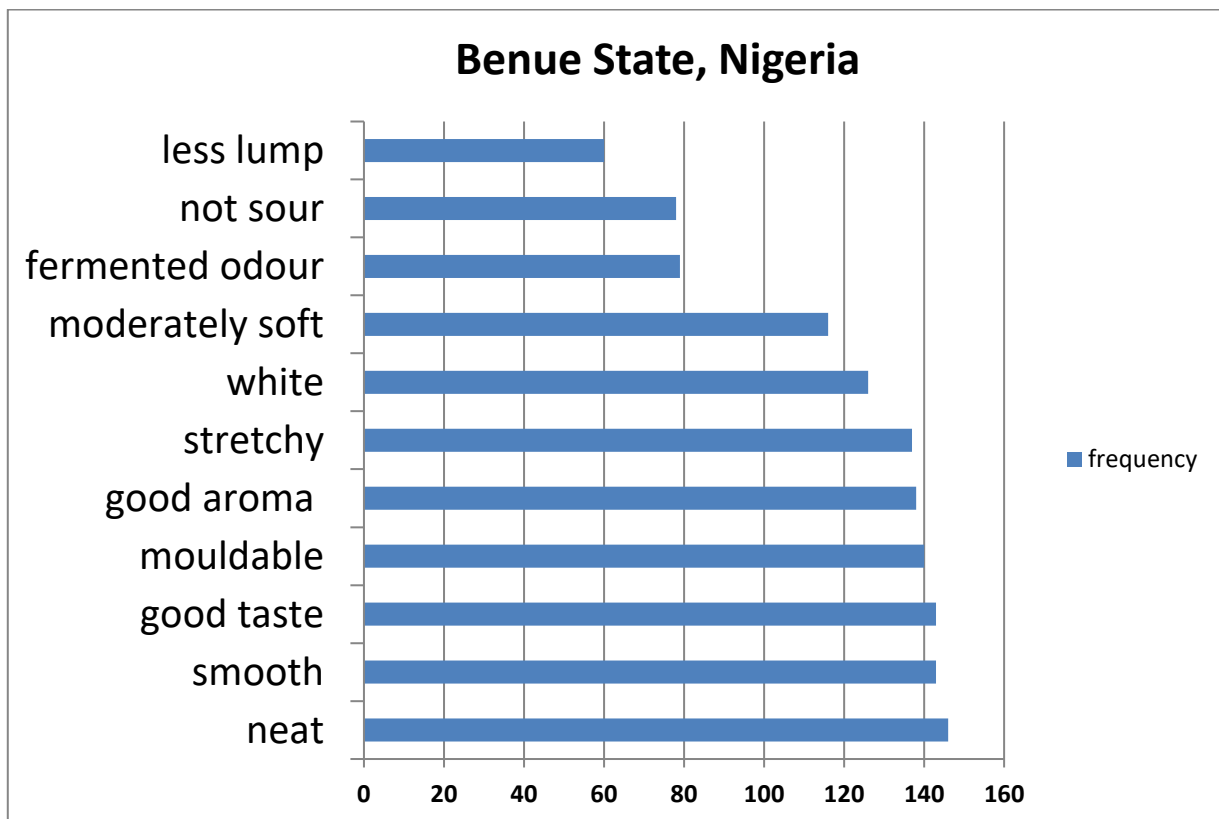 Benue State, Nigeria
less lump
not sour
fermented odour
moderately soft
white
stretchy
good aroma
mouldable
good taste
smooth
neat
frequency
0 20 40 60 80 100 120 140 160